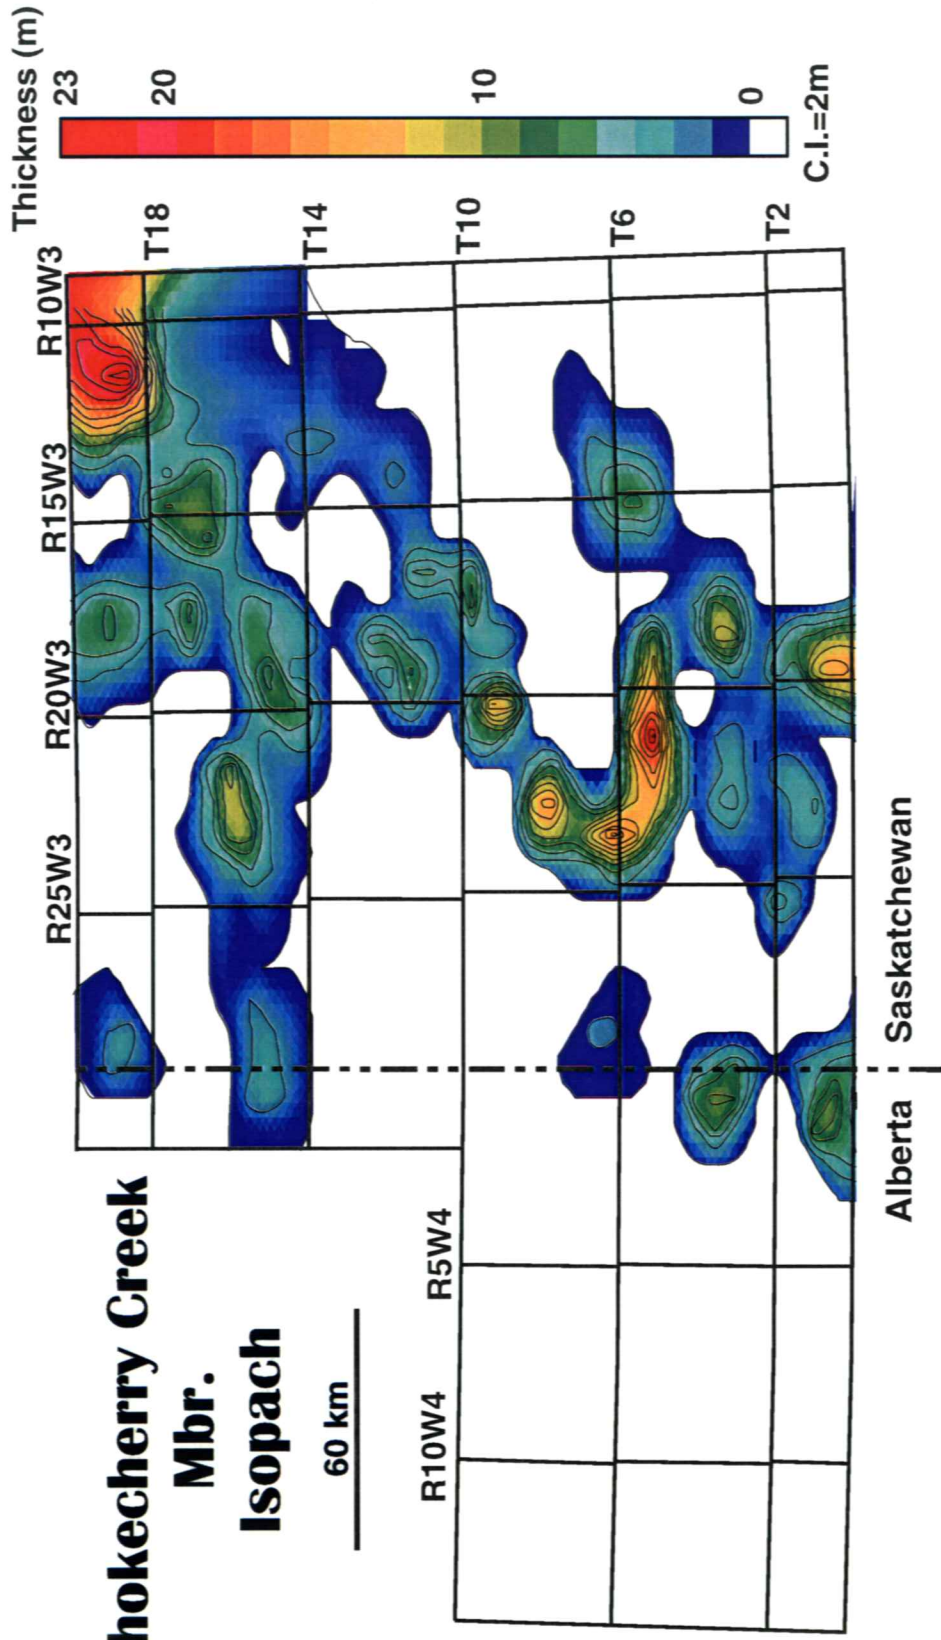 hokecherry Creek
Mbr.
Isopach
60 km
R10W4
R5W4
R25W3
R20W3
R15W3
R10W3
T18
T14
T10
T6
T2
Thickness (m)
23
20
10
0
C.I.=2m
Alberta
Saskatchewan